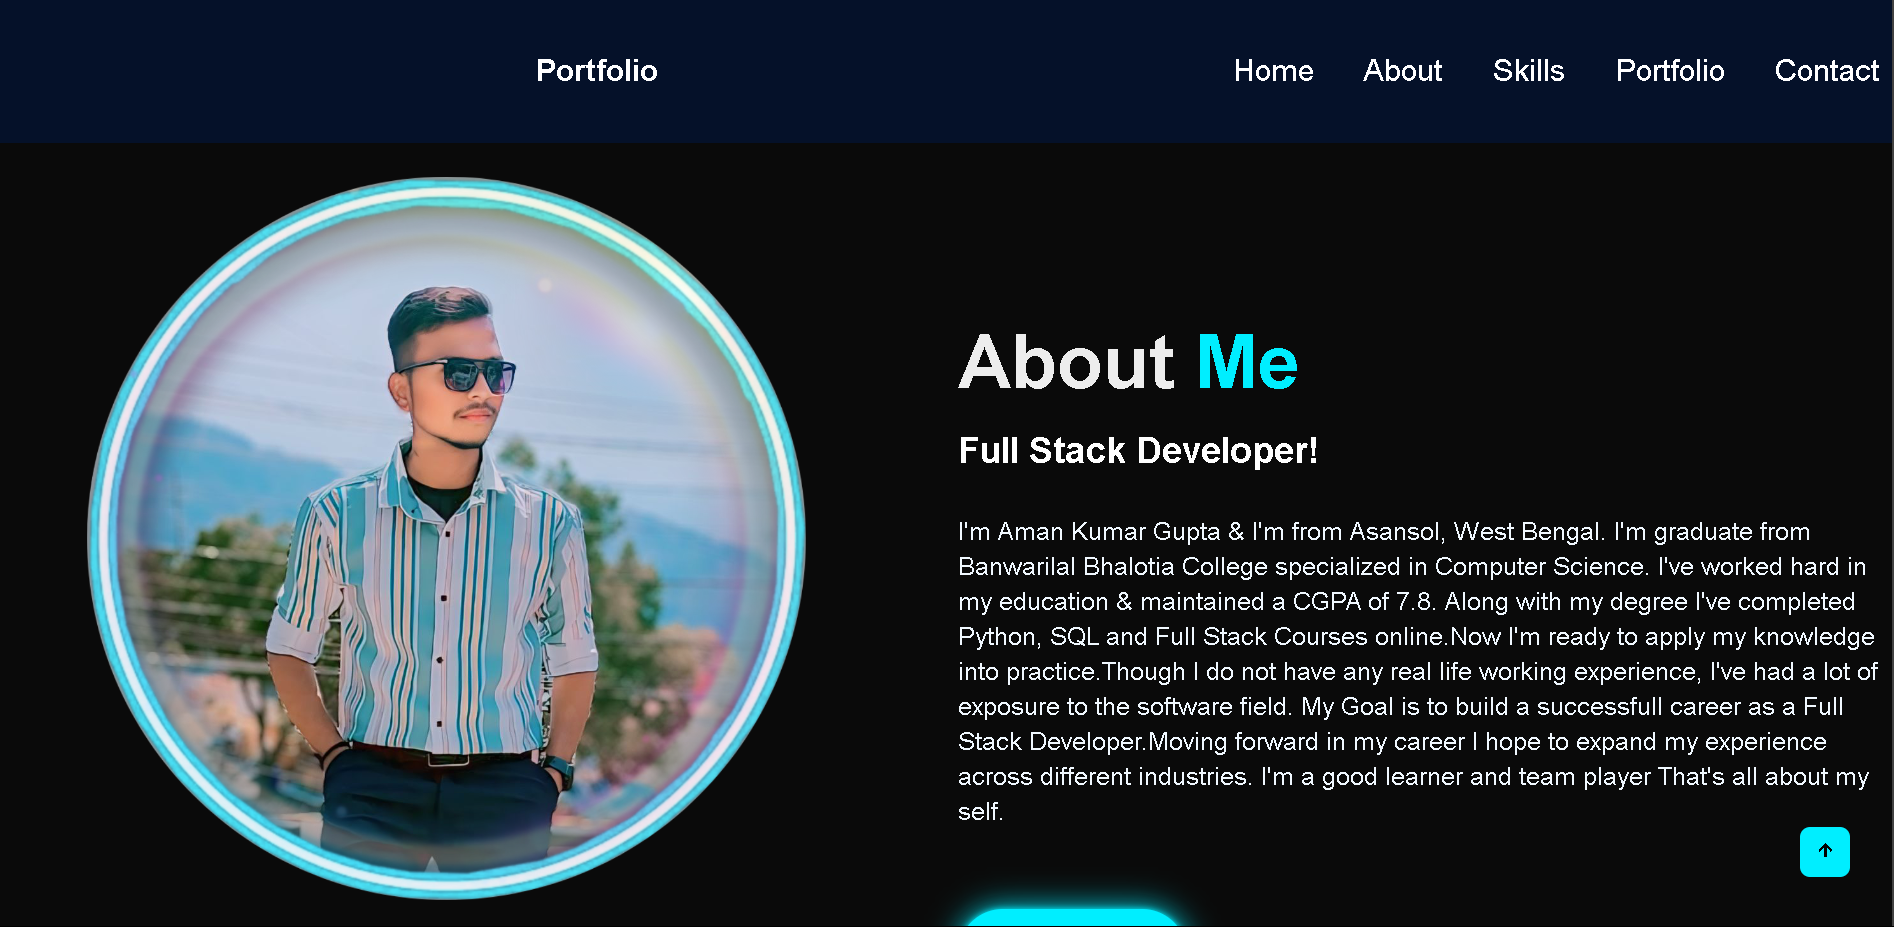 Portfolio
Home About Skills Portfolio Contact
About Me
Full Stack Developer!
I'm Aman Kumar Gupta & I'm from Asansol, West Bengal. I'm graduate from
Banwarilal Bhalotia College specialized in Computer Science. I've worked hard in
my education & maintained a CGPA of 7.8. Along with my degree I've completed
Python, SQL and Full Stack Courses online.Now I'm ready to apply my knowledge
into practice.Though I do not have any real life working experience, I've had a lot of
exposure to the software field. My Goal is to build a successfull career as a Full
Stack Developer.Moving forward in my career I hope to expand my experience
across different industries. I'm a good learner and team player That's all about my
self.